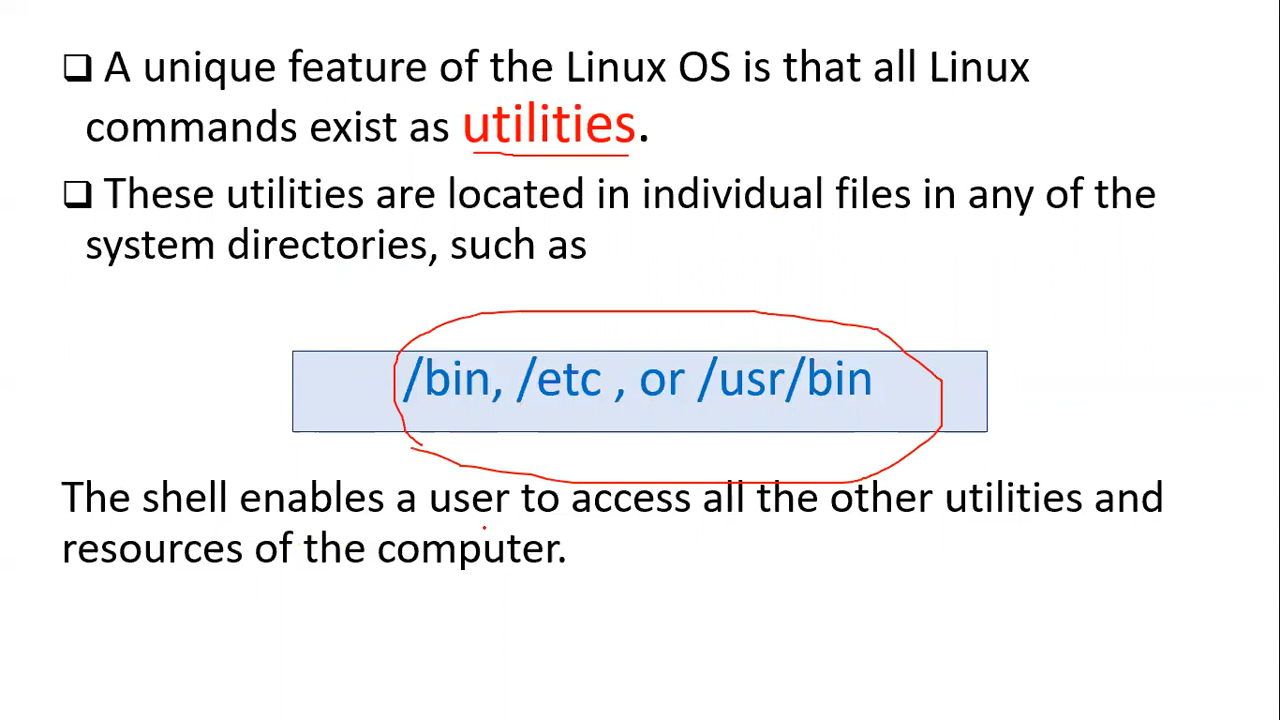 ❑ A unique feature of the Linux OS is that all Linux
commands exist as utilities.
❑ These utilities are located in individual files in any of the
system directories, such as
/bin, /etc , or /usr/bin
The shell enables a user to access all the other utilities and
resources of the computer.